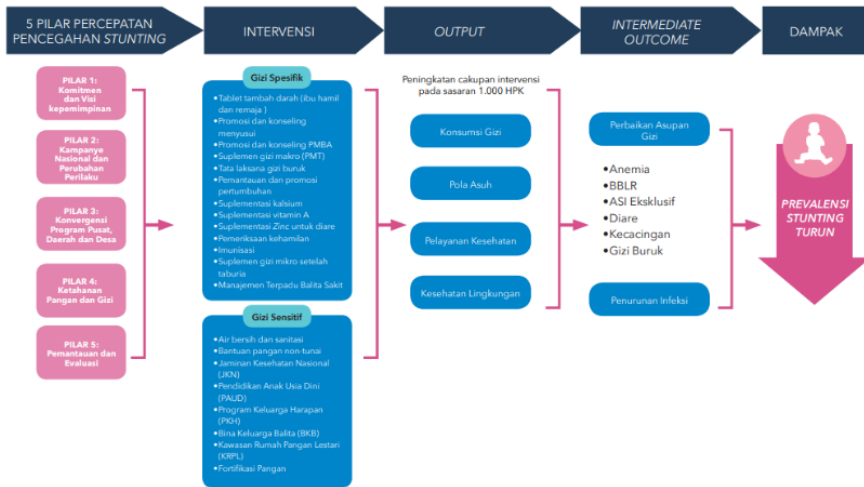 5 PILAR PERCEPATAN
PENCEGAHAN STUNTING
INTERVENSI
OUTPUT
INTERMEDIATE
OUTCOME
DAMPAK
PILAR 1:
Komitmen
dan Visi
kepemimpinan
PILAR 2:
Kampanye
Nasional dan
Perubahan
Perilaku
PILAR 3:
Konvergensi
Program Pusat,
Daerah dan Desa
PILAR 4:
Ketahanan
Pangan dan Gizi
PILAR 5:
Pemantauan dan
Evaluasi
Gizi Spesifik
•Tablet tambah darah (ibu hamil
dan remaja )
•Promosi dan konseling
menyusui
•Promosi dan konseling PMBA
•Suplemen gizi makro (PMT)
•Tata laksana gizi buruk
•Pemantauan dan promosi
pertumbuhan
•Suplementasi kalsium
•Suplementasi vitamin A
•Suplementasi Zinc untuk diare
•Pemeriksaan kehamilan
•Imunisasi
•Suplemen gizi mikro setelah
taburia
•Manajemen Terpadu Balita Sakit
Gizi Sensitif
•Air bersih dan sanitasi
•Bantuan pangan non-tunai
•Jaminan Kesehatan Nasional
(JKN)
•Pendidikan Anak Usia Dini
(PAUD)
•Program Keluarga Harapan
(PKH)
•Bina Keluarga Balita (BKB)
•Kawasan Rumah Pangan Lestari
(KRPL)
•Fortifikasi Pangan
Peningkatan cakupan intervensi
pada sasaran 1.000 HPK
Konsumsi Gizi
Pola Asuh
Pelayanan Kesehatan
Kesehatan Lingkungan
Perbaikan Asupan
Gizi
•Anemia
•BBLR
•ASI Eksklusif
•Diare
•Kecacingan
•Gizi Buruk
Penurunan Infeksi
PREVALENSI
STUNTING
TURUN